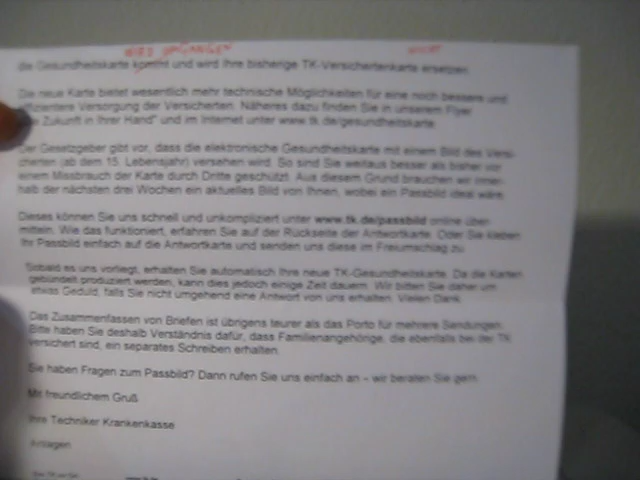 WIRD UMGANGEN NICHT
die Gesundheitskarte kommt und wird Ihre bisherige TK-Versichertenkarte ersetzen.
Die neue Karte bietet wesentlich mehr technische Möglichkeiten für eine noch bessere und
effizientere Versorgung der Versicherten. Näheres dazu finden Sie in unserem Flyer
Zukunft in Ihrer Hand" und im Internet unter www.tk.de/gesundheitskarte.
Der Gesetzgeber gibt vor, dass die elektronische Gesundheitskarte mit einem Bild des Versi-
cherten (ab dem 15. Lebensjahr) versehen wird. So sind Sie weitaus besser als bisher vor
einem Missbrauch der Karte durch Dritte geschützt. Aus diesem Grund brauchen wir inner-
halb der nächsten drei Wochen ein aktuelles Bild von Ihnen, wobei ein Passbild ideal wäre.
Dieses können Sie uns schnell und unkompliziert unter www.tk.de/passbild online über-
mitteln. Wie das funktioniert, erfahren Sie auf der Rückseite der Antwortkarte. Oder Sie kleben
Ihr Passbild einfach auf die Antwortkarte und senden uns diese im Freiumschlag zu.
Sobald es uns vorliegt, erhalten Sie automatisch Ihre neue TK-Gesundheitskarte. Da die Karten
gebündelt produziert werden, kann dies jedoch einige Zeit dauern. Wir bitten Sie daher um
etwas Geduld, falls Sie nicht umgehend eine Antwort von uns erhalten. Vielen Dank.
Das Zusammenfassen von Briefen ist übrigens teurer als das Porto für mehrere Sendungen.
Bitte haben Sie deshalb Verständnis dafür, dass Familienangehörige, die ebenfalls bei der TK
versichert sind, ein separates Schreiben erhalten.
Sie haben Fragen zum Passbild? Dann rufen Sie uns einfach an – wir beraten Sie gern.
Mit freundlichem Gruß
Ihre Techniker Krankenkasse
Anlagen